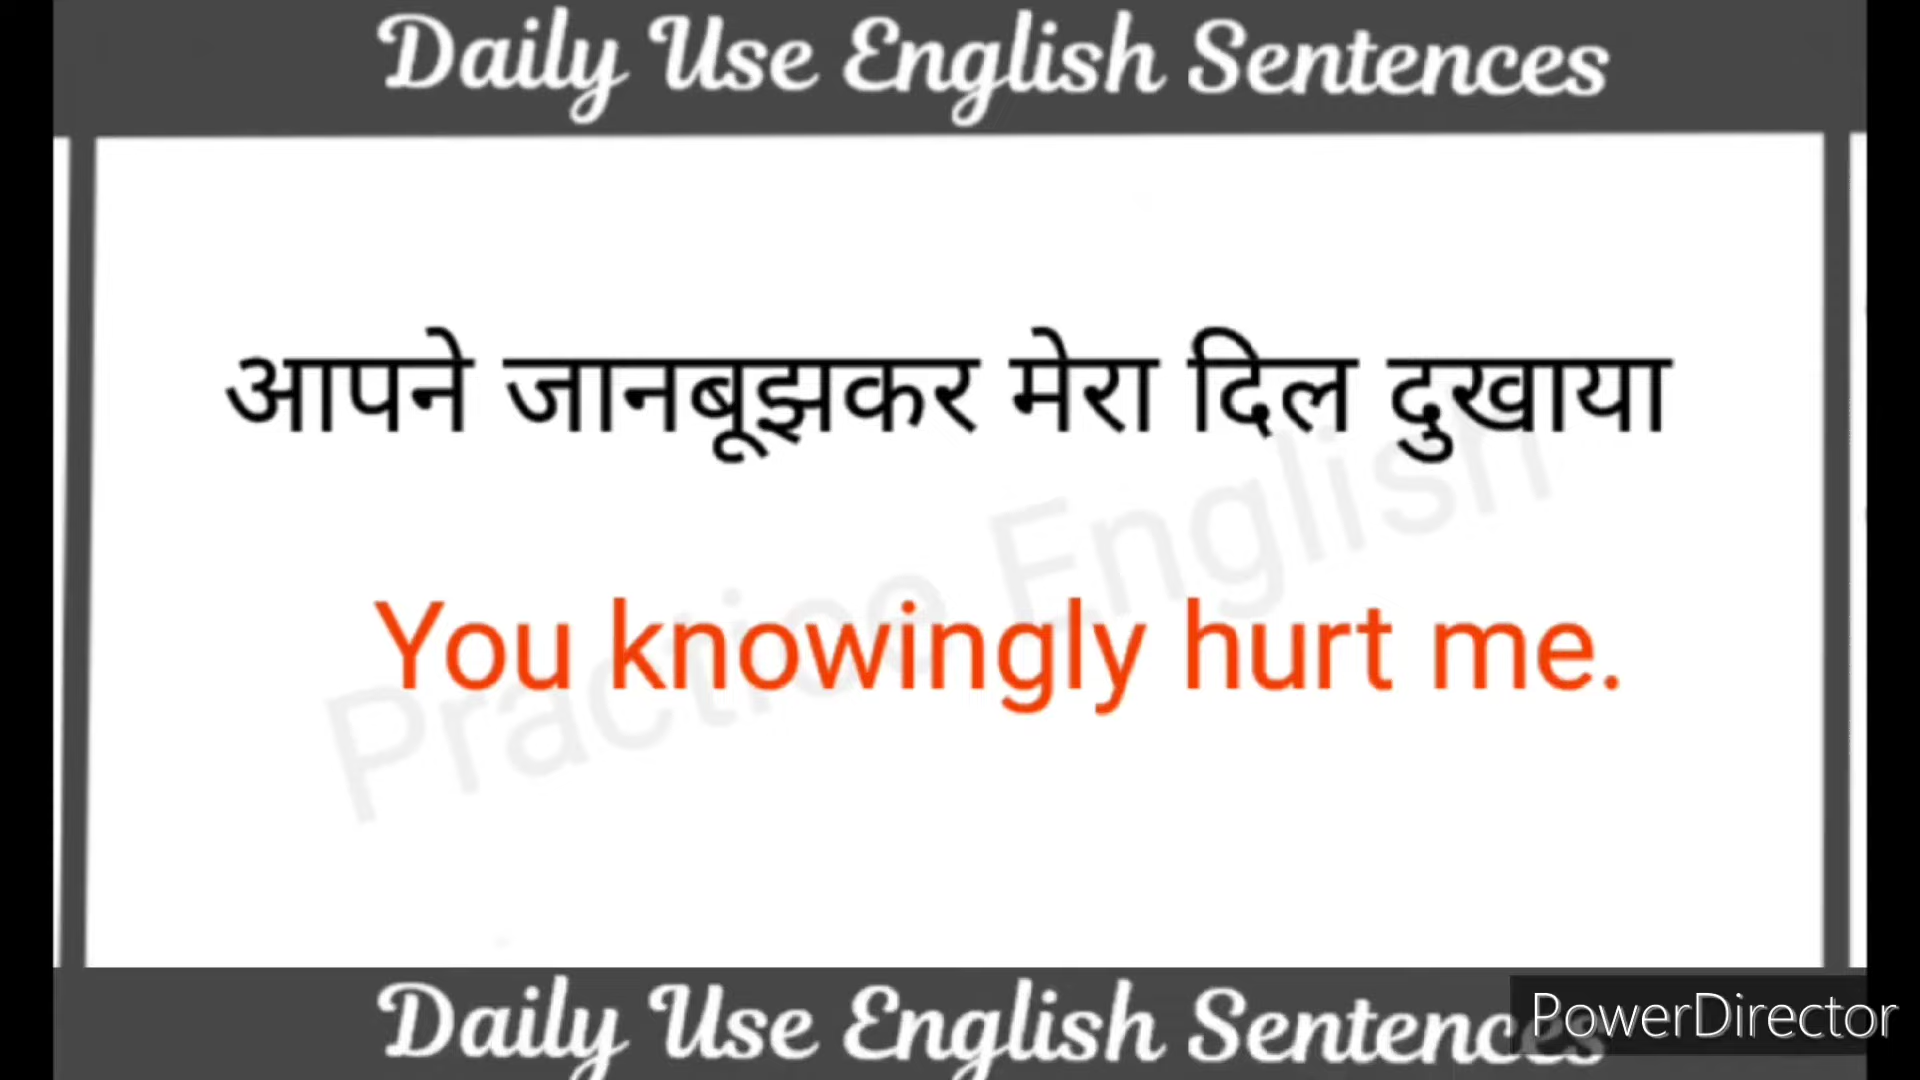 Daily Use English Sentences
आपने जानबूझकर मेरा दिल दुखाया
Practice English
You knowingly hurt me.
Daily Use English Sentences
PowerDirector